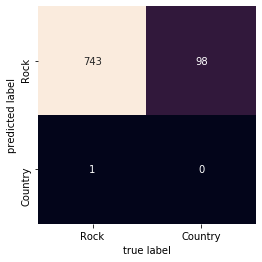 predicted label
Rock
743 98
Country
1 0
Rock Country
true label